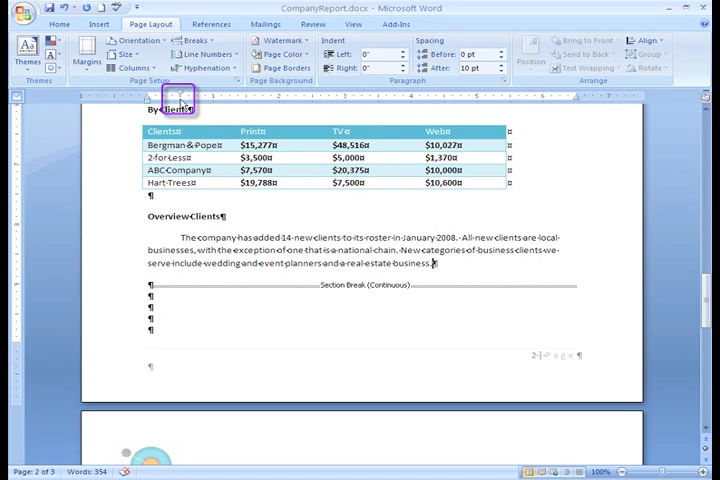 CompanyReport.docx - Microsoft Word
Home Insert Page Layout References Mailings Review View Add-Ins
Themes
Themes
Margins
Orientation
Size
Columns
Breaks
Line Numbers
Hyphenation
Page Setup
Watermark
Page Color
Page Borders
Page Background
Indent
Left: 0"
Right: 0"
Spacing
Before: 0 pt
After: 10 pt
Paragraph
Position
Bring to Front
Send to Back
Text Wrapping
Align
Group
Rotate
Arrange
By Clients¶
Clients¤ Print¤ TV¤ Web¤ ¤
Bergman·&·Pope¤ $15,277¤ $48,516¤ $10,027¤ ¤
2·for·Less¤ $3,500¤ $5,000¤ $1,370¤ ¤
ABC·Company¤ $7,570¤ $20,375¤ $10,000¤ ¤
Hart·Trees¤ $19,788¤ $7,500¤ $10,600¤ ¤
¶
Overview·Clients¶
The·company·has·added·14·new·clients·to·its·roster·in·January·2008.··All·new·clients·are·local·
businesses,·with·the·exception·of·one·that·is·a·national·chain.··New·categories·of·business·clients·we·
serve·include·wedding·and·event·planners·and·a·real·estate·business.¶
¶ Section Break (Continuous)
¶
¶
¶
¶
2·|·P a g e ¶
¶
Page: 2 of 3 Words: 354 100%